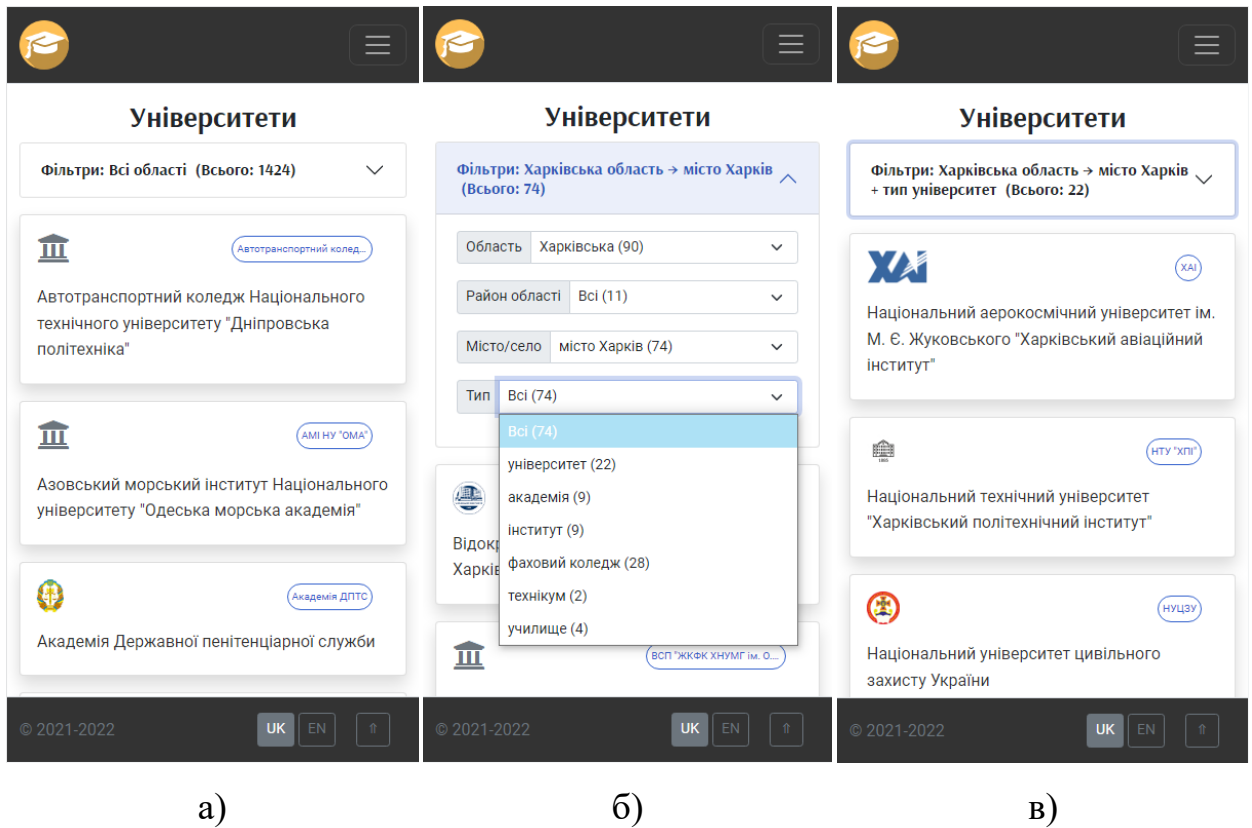 Університети
Фільтри: Всі області (Всього: 1424)
Автотранспортний колед...
Автотранспортний коледж Національного
технічного університету "Дніпровська
політехніка"
АМІ НУ "ОМА"
Азовський морський інститут Національного
університету "Одеська морська академія"
Академія ДПТС
Академія Державної пенітенціарної служби
© 2021-2022
UK
EN
⇑
а)
Університети
Фільтри: Харківська область → місто Харків
(Всього: 74)
Область Харківська (90)
Район області Всі (11)
Місто/село місто Харків (74)
Тип Всі (74)
Всі (74)
університет (22)
академія (9)
інститут (9)
фаховий коледж (28)
технікум (2)
училище (4)
ВСП "ЖКФК ХНУМГ ім. О....
© 2021-2022
UK
EN
⇑
б)
Університети
Фільтри: Харківська область → місто Харків
+ тип університет (Всього: 22)
ХАІ
ХАІ
Національний аерокосмічний університет ім.
М. Є. Жуковського "Харківський авіаційний
інститут"
1885
НТУ "ХПІ"
Національний технічний університет
"Харківський політехнічний інститут"
НУЦЗУ
Національний університет цивільного
захисту України
© 2021-2022
UK
EN
⇑
в)